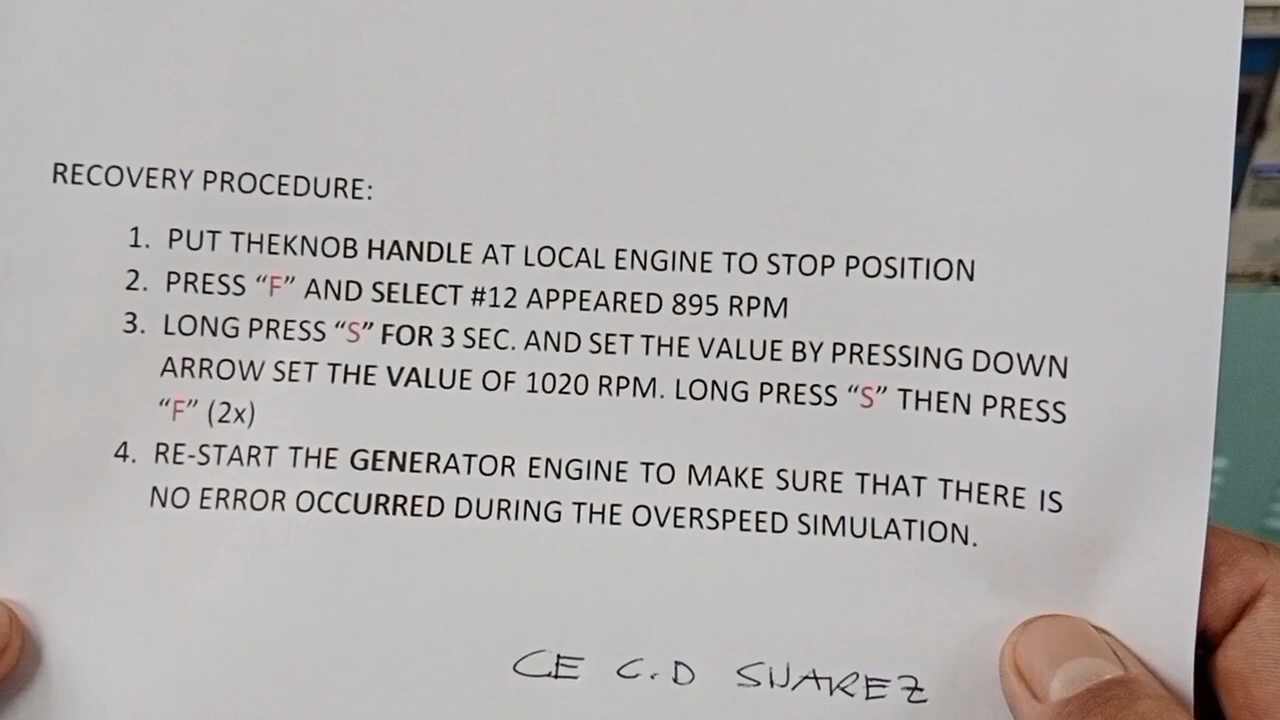 RECOVERY PROCEDURE:
1. PUT THEKNOB HANDLE AT LOCAL ENGINE TO STOP POSITION
2. PRESS “F” AND SELECT #12 APPEARED 895 RPM
3. LONG PRESS “S” FOR 3 SEC. AND SET THE VALUE BY PRESSING DOWN
ARROW SET THE VALUE OF 1020 RPM. LONG PRESS “S” THEN PRESS
“F” (2x)
4. RE-START THE GENERATOR ENGINE TO MAKE SURE THAT THERE IS
NO ERROR OCCURRED DURING THE OVERSPEED SIMULATION.
CE C.D SUAREZ